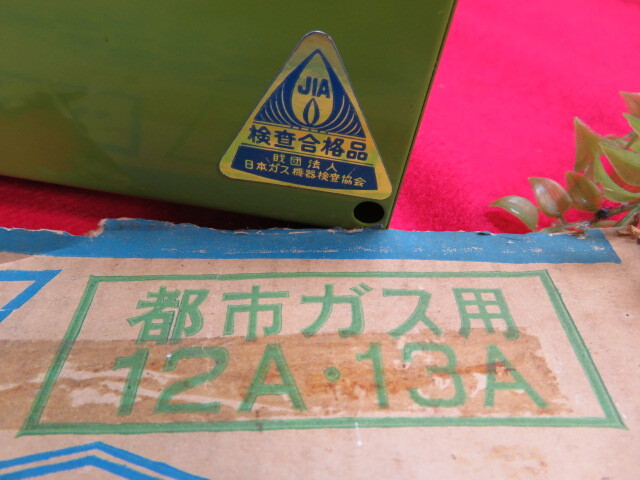 JIA
検査合格品
財団法人
日本ガス機器検査協会
都市ガス用
12A・13A